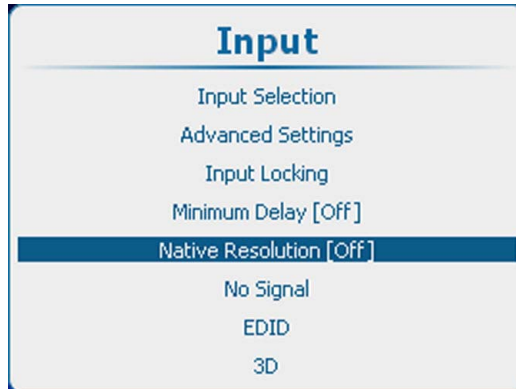 Input
Input Selection
Advanced Settings
Input Locking
Minimum Delay [Off]
Native Resolution [Off]
No Signal
EDID
3D